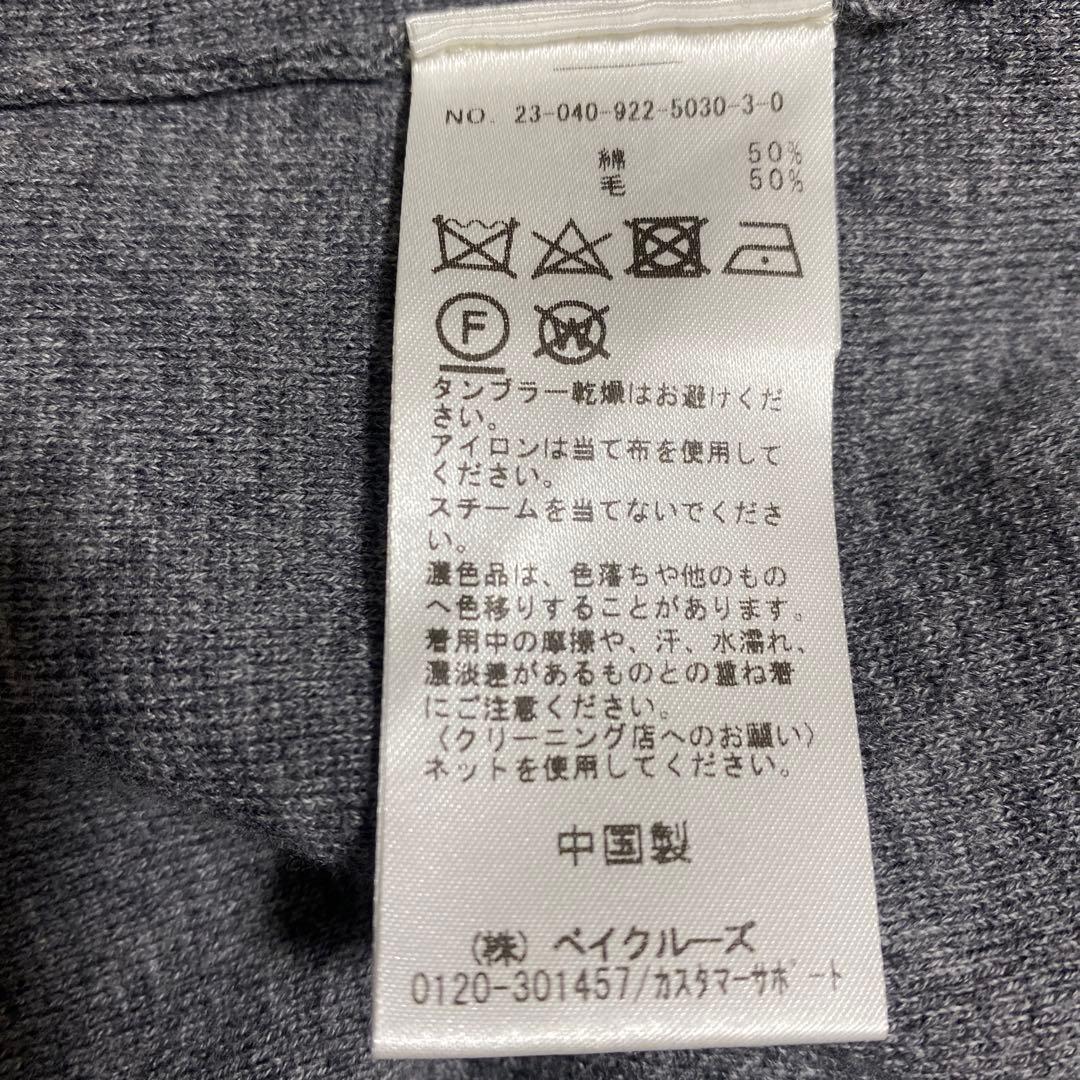 NO. 23-040-922-5030-3-0
綿 50%
毛 50%
F W
タンブラー乾燥はお避けくだ
さい。
アイロンは当て布を使用して
ください。
スチームを当てないでくださ
い。
濃色品は、色落ちや他のもの
へ色移りすることがあります。
着用中の摩擦や、汗、水濡れ、
濃淡差があるものとの重ね着
にご注意ください。
〈クリーニング店へのお願い〉
ネットを使用してください。
中国製
(株) ベイクルーズ
0120-301457/カスタマーサポート